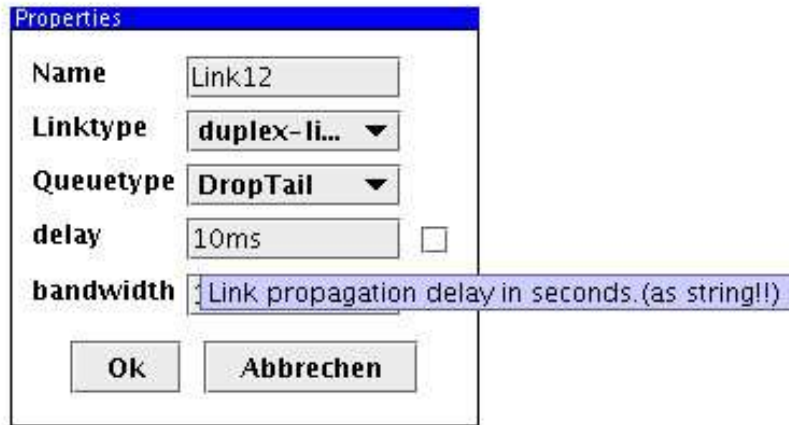 Properties
Name Link12
Linktype duplex-li...
Queuetype DropTail
delay 10ms
bandwidth
Link propagation delay in seconds.(as string!!)
Ok Abbrechen